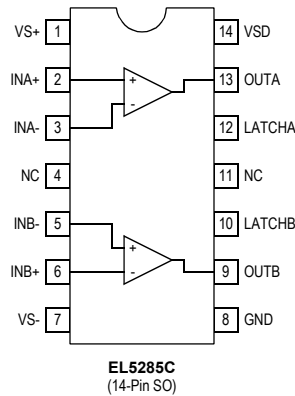 VS+ 1 14 VSD
INA+ 2 + 13 OUTA
INA- 3 - 12 LATCHA
NC 4 11 NC
INB- 5 + 10 LATCHB
INB+ 6 - 9 OUTB
VS- 7 8 GND
EL5285C
(14-Pin SO)